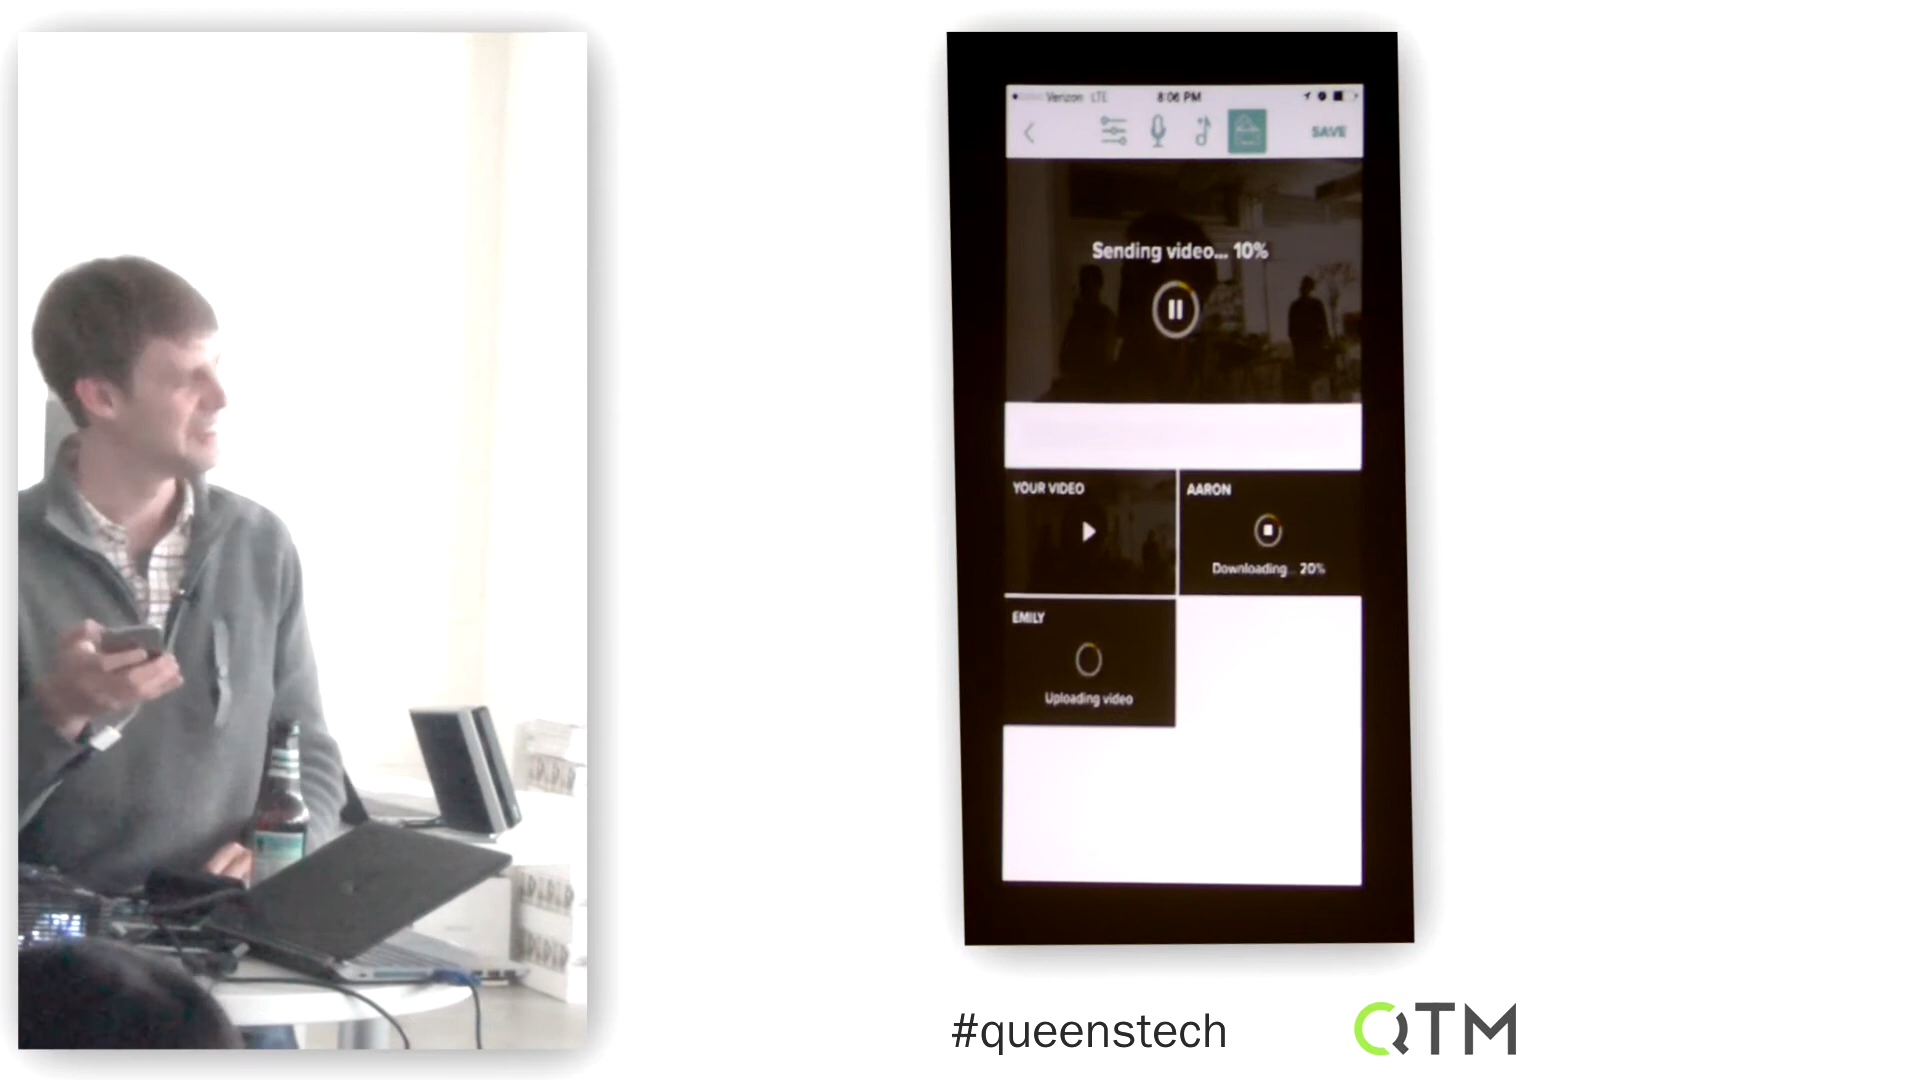 Verizon LTE 8:06 PM
SAVE
Sending video... 10%
YOUR VIDEO
AARON
Downloading... 20%
EMILY
Uploading video
#queenstech
QTM